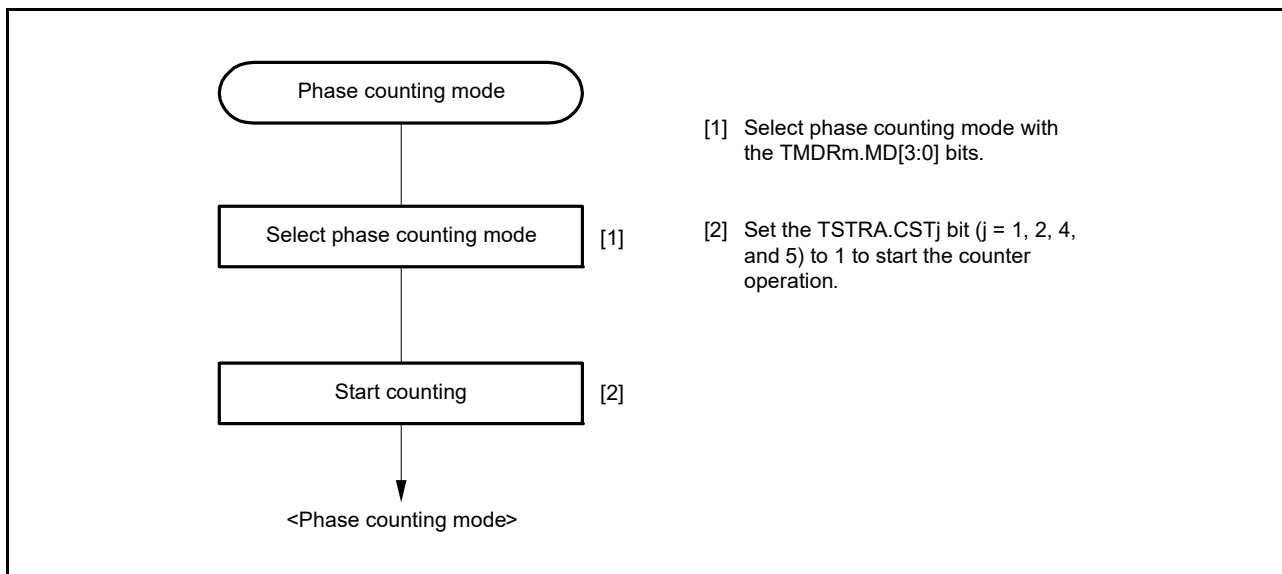 Phase counting mode
[1] Select phase counting mode with
the TMDRm.MD[3:0] bits.
Select phase counting mode [1]
[2] Set the TSTRA.CSTj bit (j = 1, 2, 4,
and 5) to 1 to start the counter
operation.
Start counting [2]
<Phase counting mode>